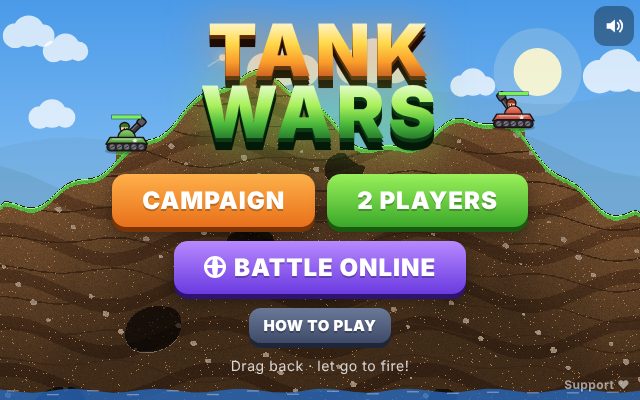 TANK
WARS
CAMPAIGN
2 PLAYERS
BATTLE ONLINE
HOW TO PLAY
Drag back · let go to fire!
Support ♥